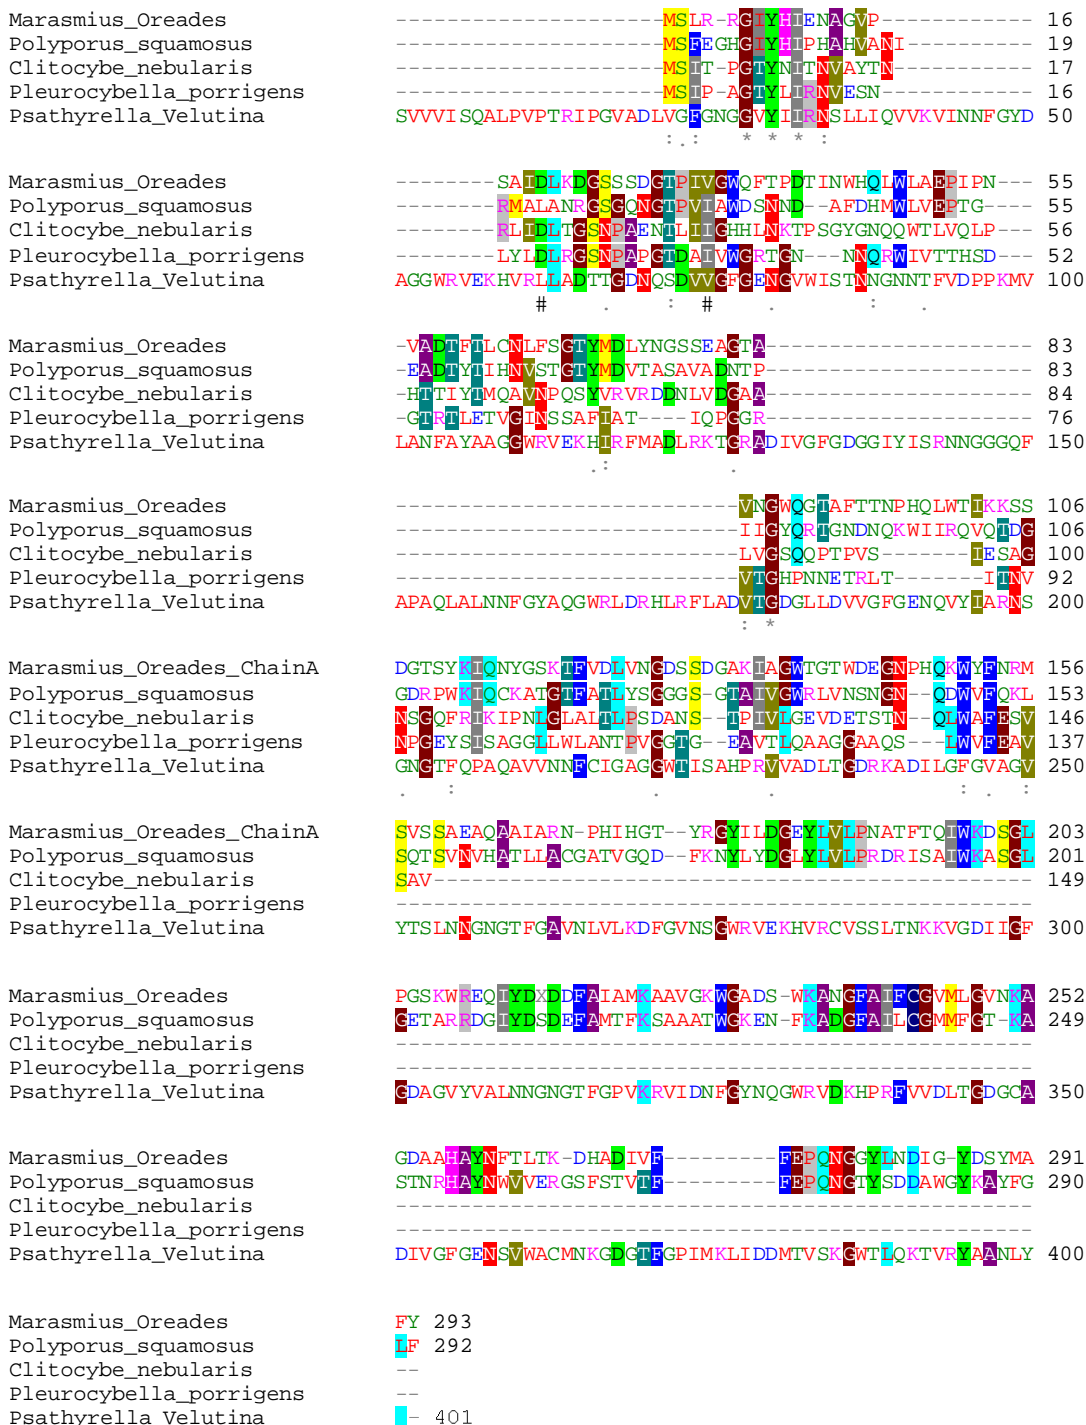 Marasmius_Oreades ---------------------MSLR-RGIYHIENAGVP------------ 16
Polyporus_squamosus ---------------------MSFEGHGIYHIPHAHVANI---------- 19
Clitocybe_nebularis ---------------------MSIT-PGTYNITNVAYTN----------- 17
Pleurocybella_porrigens ---------------------MSIP-AGTYLIRNVESN------------ 16
Psathyrella_Velutina SVVVISQALPVPTRIPGVADLVGFGNGGVYIIRNSLLIQVVKVINNFGYD 50
:.: * * * :
Marasmius_Oreades --------SAIDLKDGSSSDGTPIVGWQFTPDTINWHQLWLAEPIPN--- 55
Polyporus_squamosus --------RMALANRGSGQNGTPVIAWDSNND--AFDHMWLVEPTG---- 55
Clitocybe_nebularis --------RLIDLTGSNPAENTLIIGHHLNKTPSGYGNQQWTLVQLP--- 56
Pleurocybella_porrigens --------LYLDLRGSNPAPGTDAIVWGRTGN---NNQRWIVTTHSD--- 52
Psathyrella_Velutina AGGWRVEKHVRLLADTTGDNQSDVVGFGENGVWISTNNGNNTFVDPPKMV 100
# . : # . : .
Marasmius_Oreades -VADTFTLCNLFSGTYMDLYNGSSEAGTA--------------------- 83
Polyporus_squamosus -EADTYTIHNVSTGTYMDVTASAVADNTP--------------------- 83
Clitocybe_nebularis -HTTIYTMQAVNPQSYVRVRDDNLVDGAA--------------------- 84
Pleurocybella_porrigens -GTRTLETVGINSSAFIAT---IQPGGR---------------------- 76
Psathyrella_Velutina LANFAYAAGGWRVEKHIRFMADLRKTGRADIVGFGDGGIYISRNNGGGQF 150
.: .
Marasmius_Oreades ---------------------------VNGWQGTAFTTNPHQLWTIKKSS 106
Polyporus_squamosus ---------------------------IIGYQRTGNDNQKWIIRQVQTDG 106
Clitocybe_nebularis ---------------------------LVGSQQPTPVS-------IESAG 100
Pleurocybella_porrigens ---------------------------VTGHPNNETRLT-------ITNV 92
Psathyrella_Velutina APAQLALNNFGYAQGWRLDRHLRFLADVTGDGLLDVVGFGENQVYIARNS 200
: *
Marasmius_Oreades_ChainA DGTSYKIQNYGSKTFVDLVNGDSSDGAKIAGWTGTWDEGNPHQKWYFNRM 156
Polyporus_squamosus GDRPWKIQCKATGTFATLYSGGGS-GTAIVGWRLVNSNGN--QDWVFQKL 153
Clitocybe_nebularis NSGQFRIKIPNLGLALTLPSDANS--TPIVLGEVDETSTN--QLWAFESV 146
Pleurocybella_porrigens NPGEYSISAGGLLWLANTPVGGTG--EAVTLQAAGGAAQS---LWVFEAV 137
Psathyrella_Velutina GNGTFQPAQAVVNNFCIGAGGWTISAHPRVVADLTGDRKADILGFGVAGV 250
. : . . : . :
Marasmius_Oreades_ChainA SVSSAEAQAAIARN-PHIHGT--YRGYILDGEYLVLPNATFTQIWKDSGL 203
Polyporus_squamosus SQTSVNVHATLLACGATVGQD--FKNYLYDGLYLVLPRDRISAIWKASGL 201
Clitocybe_nebularis SAV----------------------------------------------- 149
Pleurocybella_porrigens --------------------------------------------------
Psathyrella_Velutina YTSLNNGNGTFGAVNLVLKDFGVNSGWRVEKHVRCVSSLTNKKVGDIIGF 300
Marasmius_Oreades PGSKWREQIYDXDDFAIAMKAAVGKWGADS-WKANGFAIFCGVMLGVNKA 252
Polyporus_squamosus GETARRDGIYDSDEFAMTFKSAAATWGKEN-FKADGFAILCGMMFGT-KA 249
Clitocybe_nebularis --------------------------------------------------
Pleurocybella_porrigens --------------------------------------------------
Psathyrella_Velutina GDAGVYVALNNGNGTFGPVKRVIDNFGYNQGWRVDKHPRFVVDLTGDGCA 350
Marasmius_Oreades GDAAHAYNFTLTK-DHADIVF---------FEPQNGGYLNDIG-YDSYMA 291
Polyporus_squamosus STNRHAYNWVVERGSFSTVTF---------FEPQNGTYSDDAWGYKAYFG 290
Clitocybe_nebularis --------------------------------------------------
Pleurocybella_porrigens --------------------------------------------------
Psathyrella_Velutina DIVGFGENSVWACMNKGDGTFGPIMKLIDDMTVSKGWTLQKTVRYAANLY 400
Marasmius_Oreades FY 293
Polyporus_squamosus LF 292
Clitocybe_nebularis --
Pleurocybella_porrigens --
Psathyrella_Velutina - 401